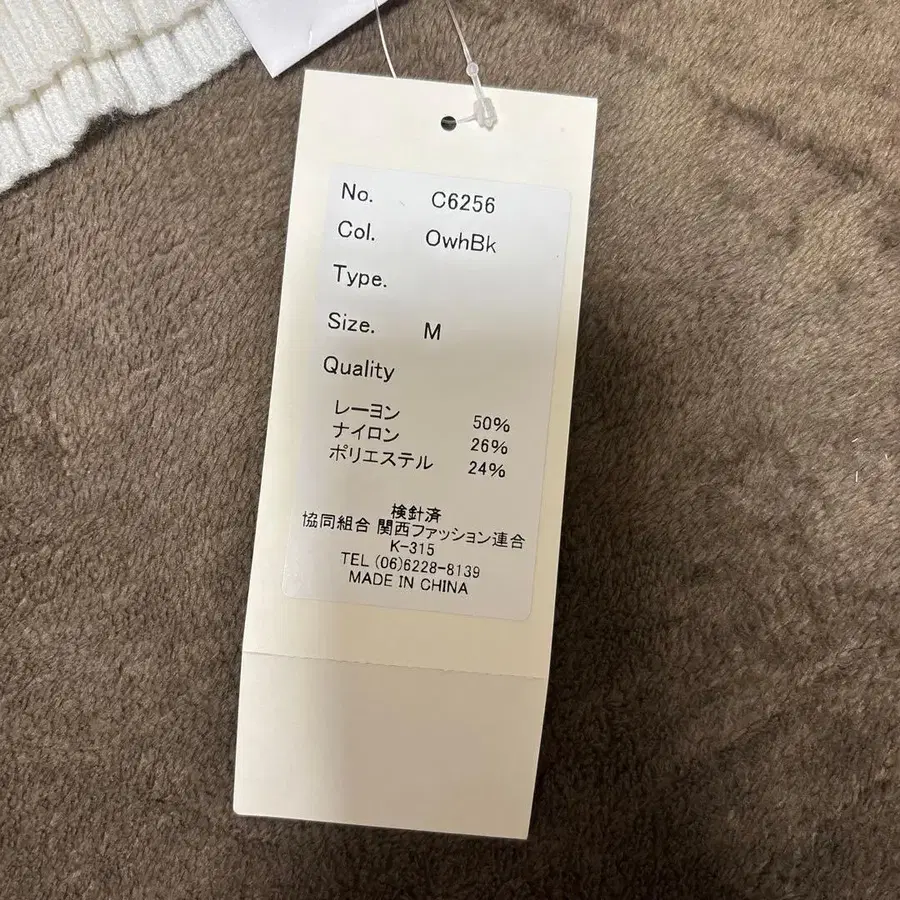 No. C6256
Col. OwhBk
Type.
Size. M
Quality
レーヨン 50%
ナイロン 26%
ポリエステル 24%
検針済
協同組合 関西ファッション連合
K-315
TEL (06)6228-8139
MADE IN CHINA